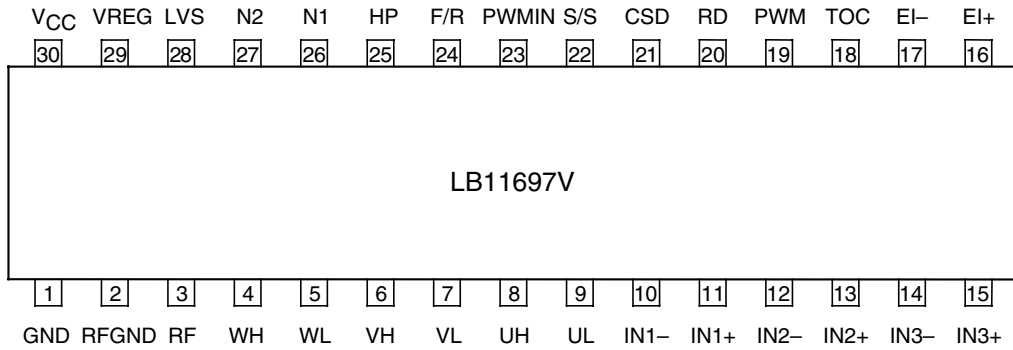 VCC VREG LVS N2 N1 HP F/R PWMIN S/S CSD RD PWM TOC EI– EI+
30 29 28 27 26 25 24 23 22 21 20 19 18 17 16
LB11697V
1 2 3 4 5 6 7 8 9 10 11 12 13 14 15
GND RFGND RF WH WL VH VL UH UL IN1– IN1+ IN2– IN2+ IN3– IN3+